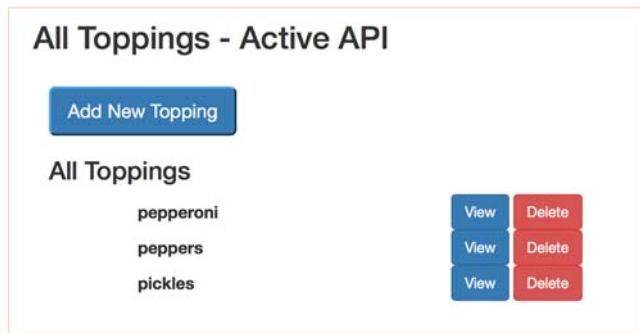 All Toppings - Active API
Add New Topping
All Toppings
pepperoni View Delete
peppers View Delete
pickles View Delete